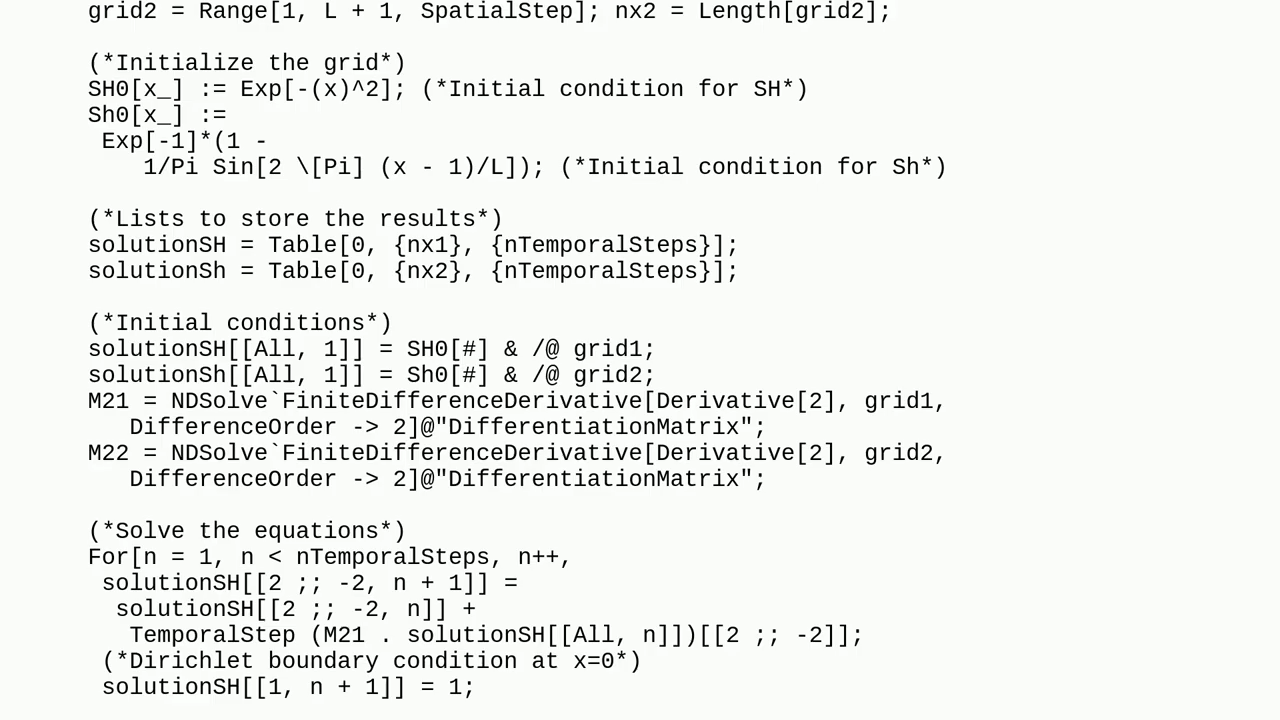 grid2 = Range[1, L + 1, SpatialStep]; nx2 = Length[grid2];
(*Initialize the grid*)
SH0[x_] := Exp[-(x)^2]; (*Initial condition for SH*)
Sh0[x_] :=
Exp[-1]*(1 -
1/Pi Sin[2 \[Pi] (x - 1)/L]); (*Initial condition for Sh*)
(*Lists to store the results*)
solutionSH = Table[0, {nx1}, {nTemporalSteps}];
solutionSh = Table[0, {nx2}, {nTemporalSteps}];
(*Initial conditions*)
solutionSH[[All, 1]] = SH0[#] & /@ grid1;
solutionSh[[All, 1]] = Sh0[#] & /@ grid2;
M21 = NDSolve`FiniteDifferenceDerivative[Derivative[2], grid1,
DifferenceOrder -> 2]@"DifferentiationMatrix";
M22 = NDSolve`FiniteDifferenceDerivative[Derivative[2], grid2,
DifferenceOrder -> 2]@"DifferentiationMatrix";
(*Solve the equations*)
For[n = 1, n < nTemporalSteps, n++,
solutionSH[[2 ;; -2, n + 1]] =
solutionSH[[2 ;; -2, n]] +
TemporalStep (M21 . solutionSH[[All, n]])[[2 ;; -2]];
(*Dirichlet boundary condition at x=0*)
solutionSH[[1, n + 1]] = 1;